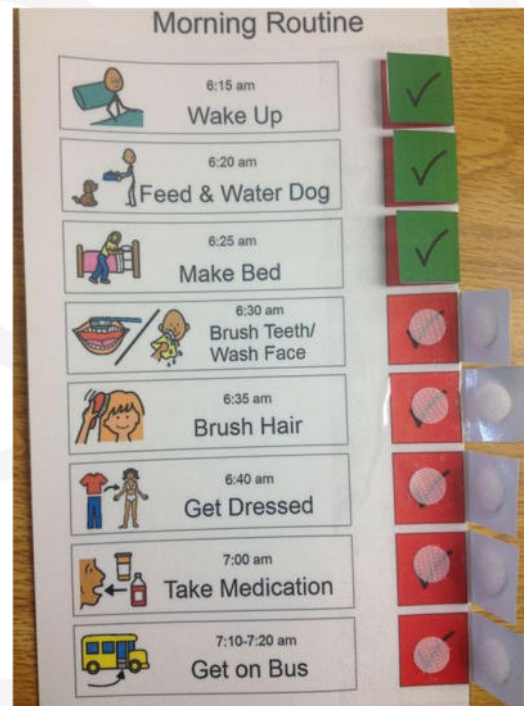 Morning Routine
6:15 am
Wake Up
6:20 am
Feed & Water Dog
6:25 am
Make Bed
6:30 am
Brush Teeth/
Wash Face
6:35 am
Brush Hair
6:40 am
Get Dressed
7:00 am
Take Medication
7:10-7:20 am
Get on Bus